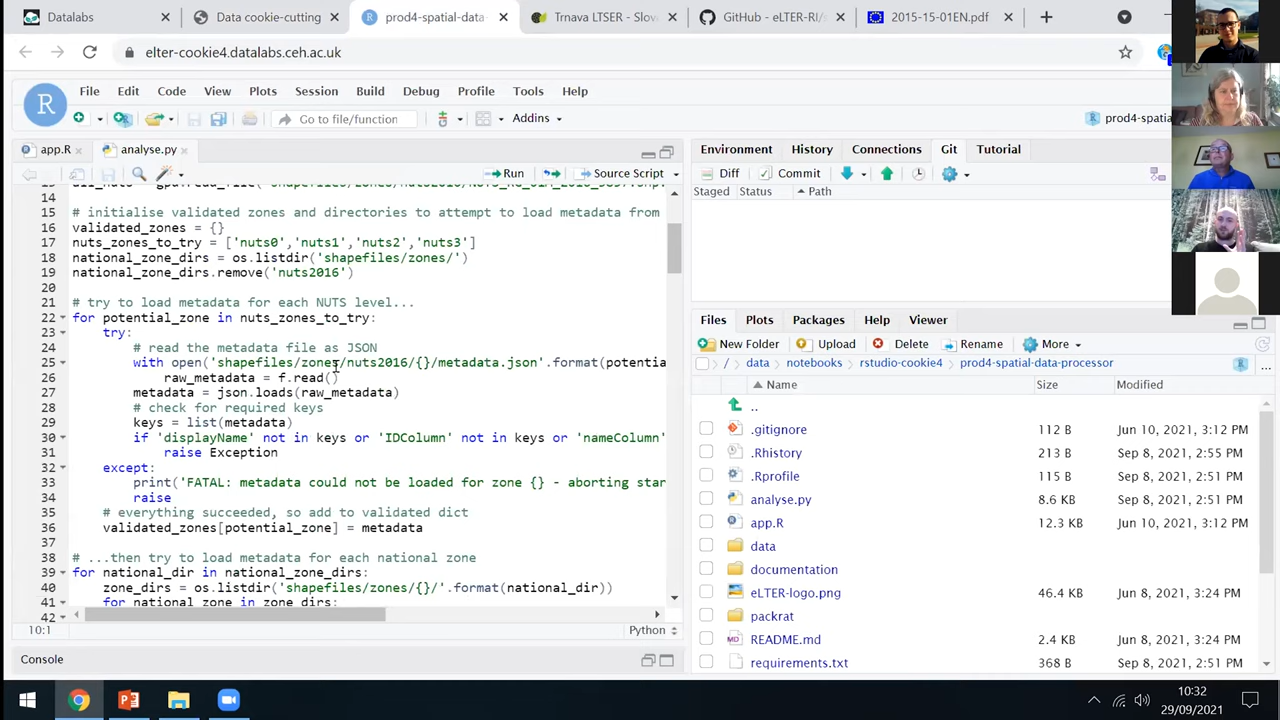 Datalabs
Data cookie-cutting
prod4-spatial-data-
Trnava LTSER - Slov
GitHub - eLTER-RI/
2015-15-01EN.pdf
elter-cookie4.datalabs.ceh.ac.uk
R
File Edit Code View Plots Session Build Debug Profile Tools Help
Go to file/function
Addins
prod4-spatia
app.R
analyse.py
Run
Source Script
14
15 # initialise validated zones and directories to attempt to load metadata from
16 validated_zones = {}
17 nuts_zones_to_try = ['nuts0','nuts1','nuts2','nuts3']
18 national_zone_dirs = os.listdir('shapefiles/zones/')
19 national_zone_dirs.remove('nuts2016')
20
21 # try to load metadata for each NUTS level...
22 for potential_zone in nuts_zones_to_try:
23 try:
24 # read the metadata file as JSON
25 with open('shapefiles/zones/nuts2016/{}/metadata.json'.format(potentia
26 raw_metadata = f.read()
27 metadata = json.loads(raw_metadata)
28 # check for required keys
29 keys = list(metadata)
30 if 'displayName' not in keys or 'IDColumn' not in keys or 'nameColumn'
31 raise Exception
32 except:
33 print('FATAL: metadata could not be loaded for zone {} - aborting star
34 raise
35 # everything succeeded, so add to validated dict
36 validated_zones[potential_zone] = metadata
37
38 # ...then try to load metadata for each national zone
39 for national_dir in national_zone_dirs:
40 zone_dirs = os.listdir('shapefiles/zones/{}/'.format(national_dir))
41 for national_zone in zone_dirs:
42
10:1
Python
Console
Environment History Connections Git Tutorial
Diff Commit
Staged Status Path
Files Plots Packages Help Viewer
New Folder Upload Delete Rename More
/ data notebooks rstudio-cookie4 prod4-spatial-data-processor
Name Size Modified
..
.gitignore 112 B Jun 10, 2021, 3:12 PM
.Rhistory 213 B Sep 8, 2021, 2:55 PM
.Rprofile 115 B Sep 8, 2021, 2:51 PM
analyse.py 8.6 KB Sep 8, 2021, 2:51 PM
app.R 12.3 KB Jun 10, 2021, 3:12 PM
data
documentation
eLTER-logo.png 46.4 KB Jun 8, 2021, 3:24 PM
packrat
README.md 2.4 KB Jun 8, 2021, 3:24 PM
requirements.txt 368 B Sep 8, 2021, 2:51 PM
10:32
29/09/2021